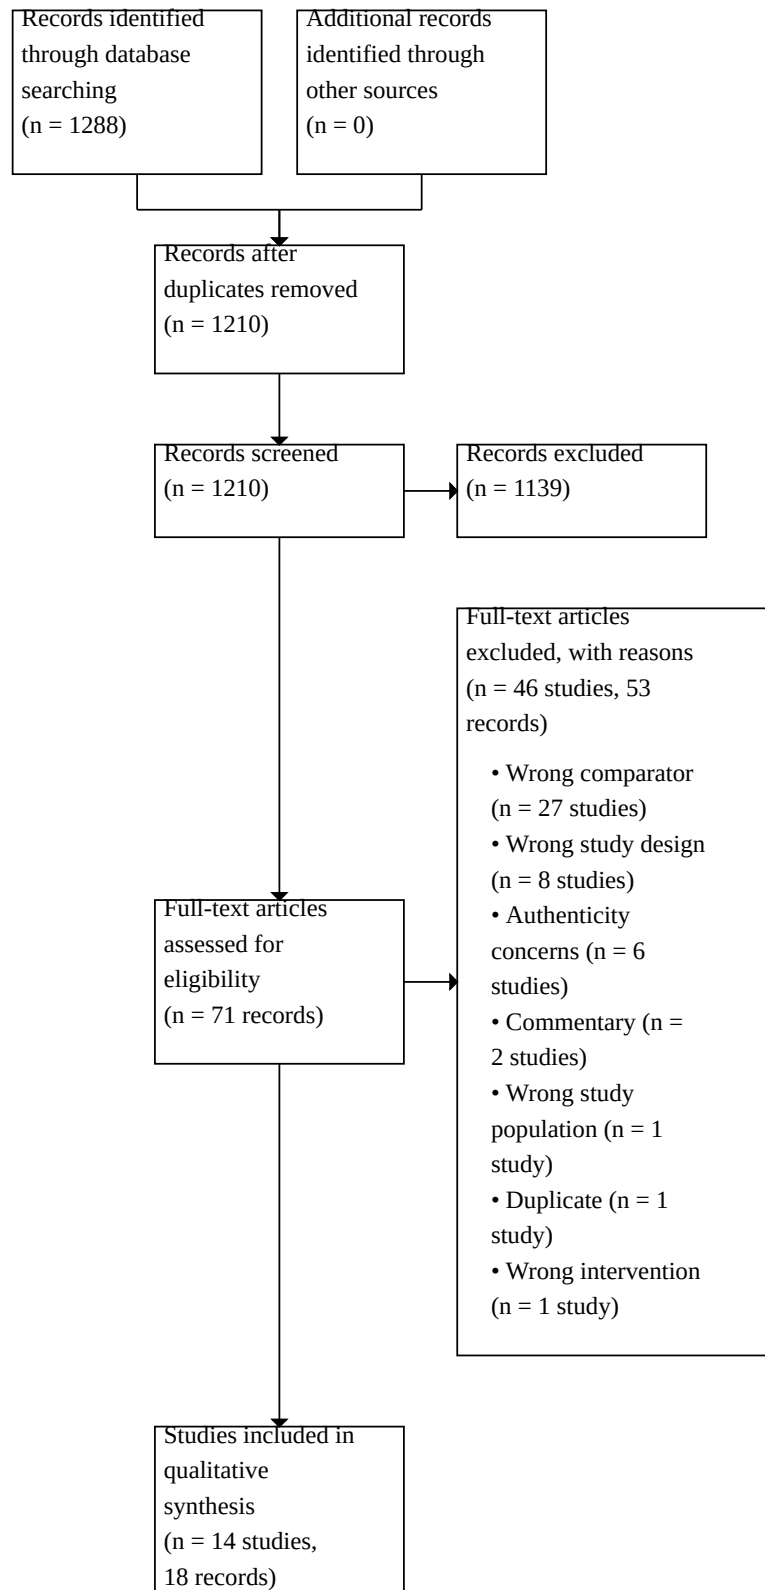 Records identified
through database
searching
(n = 1288)
Additional records
identified through
other sources
(n = 0)
Records after
duplicates removed
(n = 1210)
Records screened
(n = 1210)
Records excluded
(n = 1139)
Full-text articles
excluded, with reasons
(n = 46 studies, 53
records)
• Wrong comparator
(n = 27 studies)
• Wrong study design
(n = 8 studies)
• Authenticity
concerns (n = 6
studies)
• Commentary (n =
2 studies)
• Wrong study
population (n = 1
study)
• Duplicate (n = 1
study)
• Wrong intervention
(n = 1 study)
Full-text articles
assessed for
eligibility
(n = 71 records)
Studies included in
qualitative
synthesis
(n = 14 studies,
18 records)